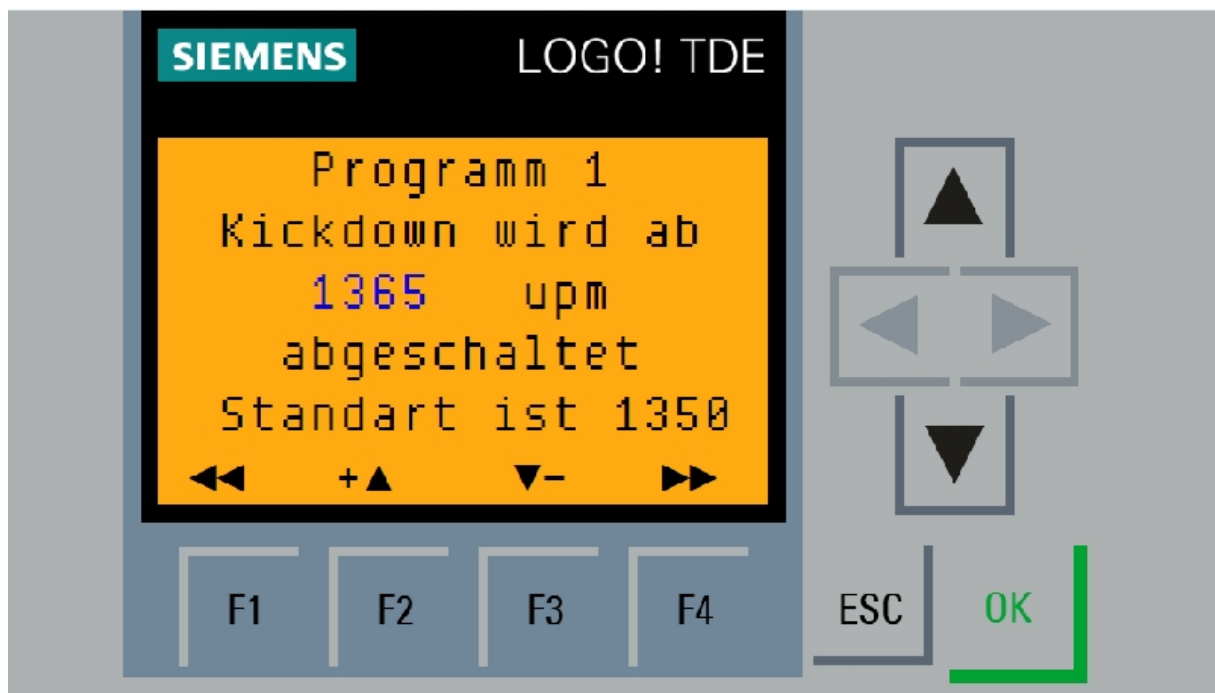 SIEMENS LOGO! TDE
Programm 1
Kickdown wird ab
1365 upm
abgeschaltet
Standart ist 1350
◀◀ +▲ ▼− ▶▶
F1 F2 F3 F4 ESC OK